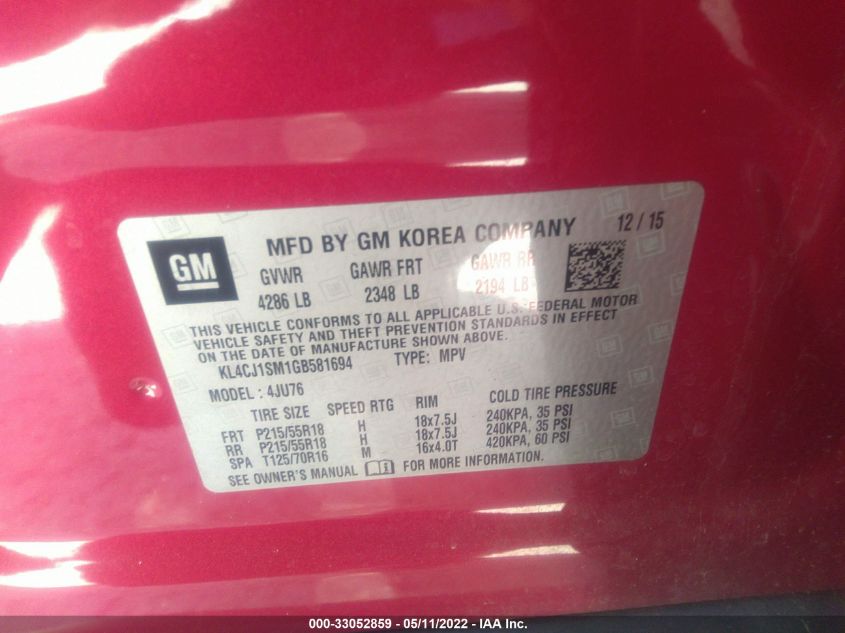 GM
MFD BY GM KOREA COMPANY 12 / 15
GVWR GAWR FRT GAWR RR
4286 LB 2348 LB 2194 LB
THIS VEHICLE CONFORMS TO ALL APPLICABLE U.S. FEDERAL MOTOR
VEHICLE SAFETY AND THEFT PREVENTION STANDARDS IN EFFECT
ON THE DATE OF MANUFACTURE SHOWN ABOVE.
KL4CJ1SM1GB581694 TYPE: MPV
MODEL : 4JU76
TIRE SIZE SPEED RTG RIM COLD TIRE PRESSURE
FRT P215/55R18 H 18x7.5J 240KPA, 35 PSI
RR P215/55R18 H 18x7.5J 240KPA, 35 PSI
SPA T125/70R16 M 16x4.0T 420KPA, 60 PSI
SEE OWNER'S MANUAL FOR MORE INFORMATION.
000-33052859 - 05/11/2022 - IAA Inc.